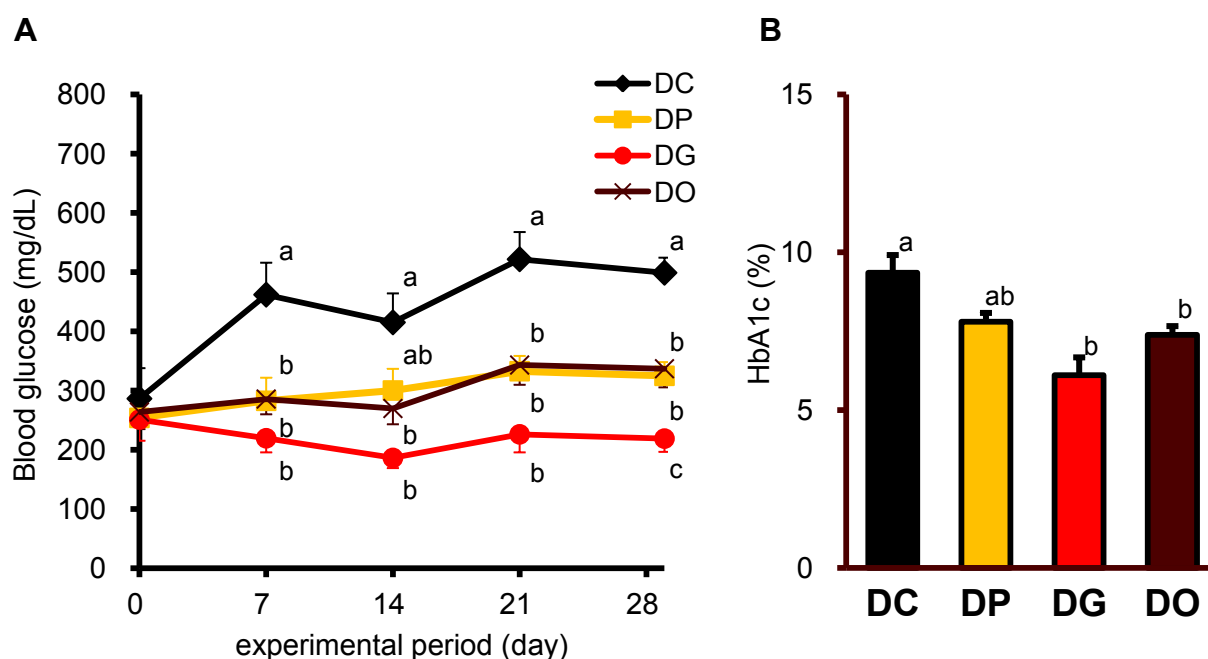 A
B
DC
DP
DG
DO
800
700
600
500
400
300
200
100
0
Blood glucose (mg/dL)
a
a
a
a
b
ab
b
b
b
b
b
b
b
b
b
c
0
7
14
21
28
experimental period (day)
15
10
5
0
HbA1c (%)
a
ab
b
b
DC
DP
DG
DO